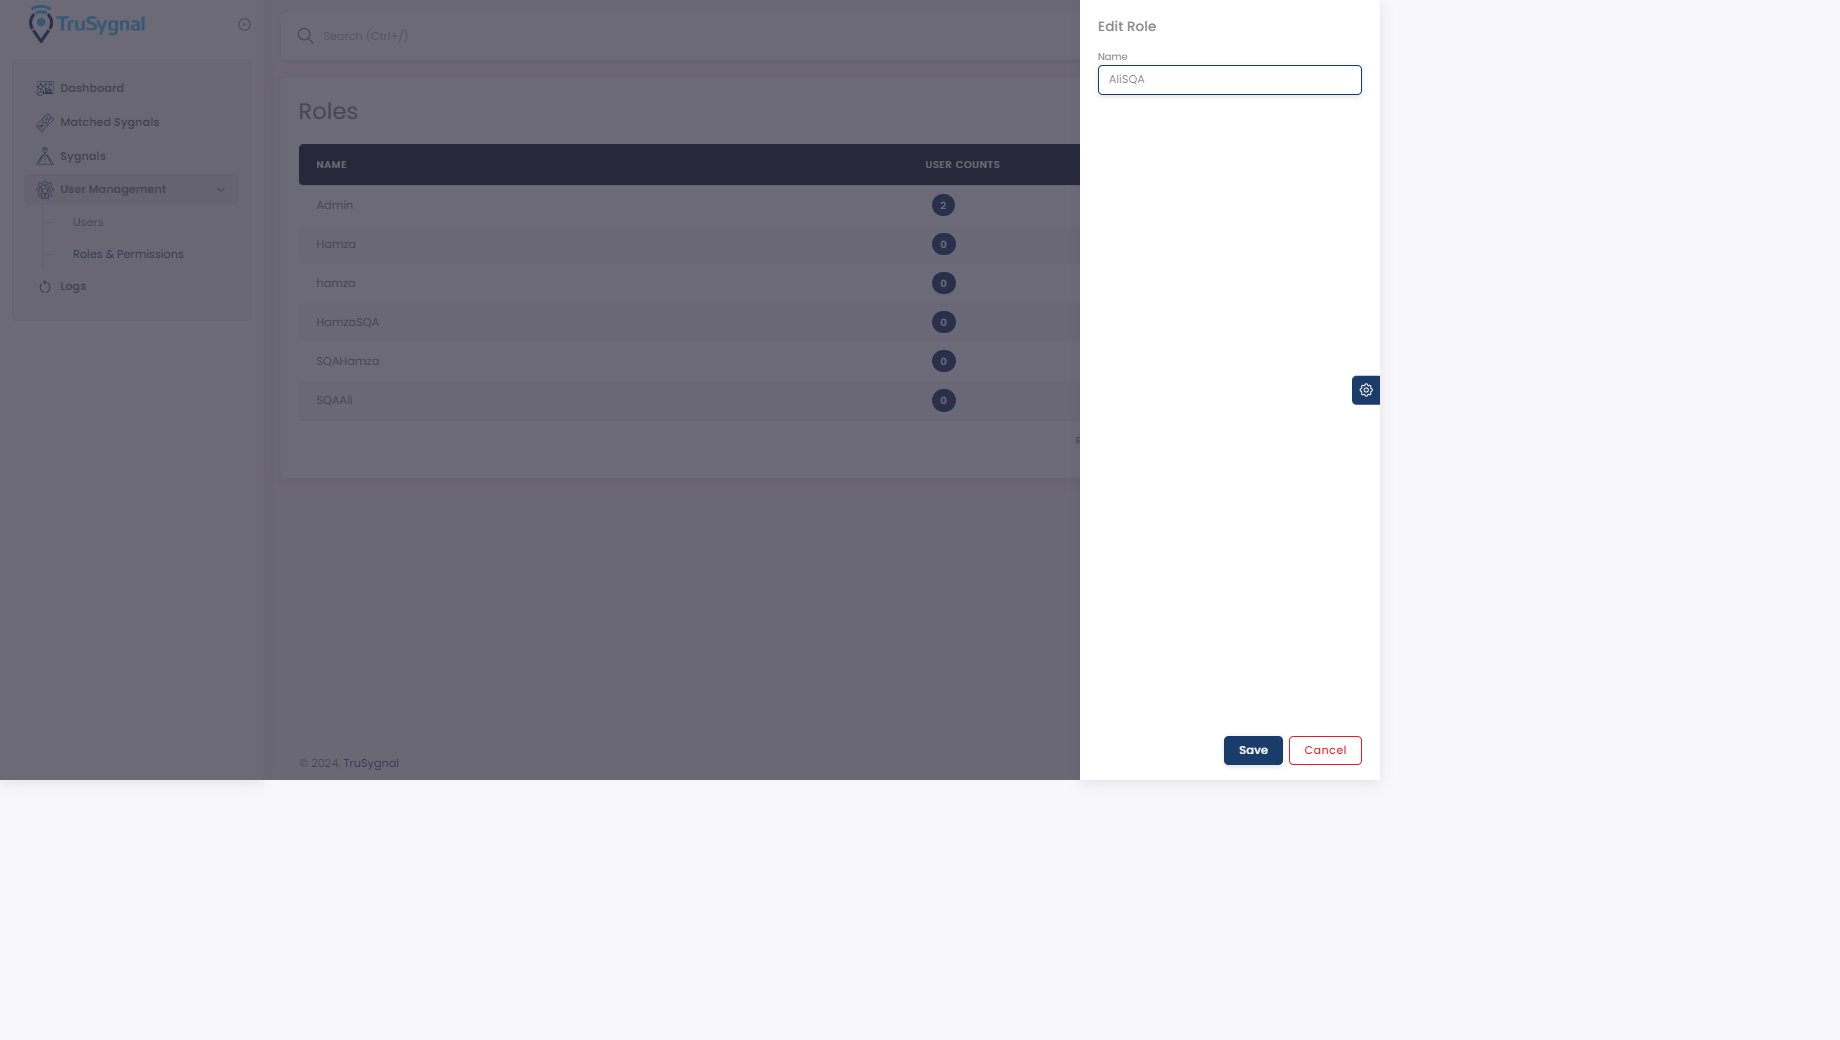 TruSygnal
Dashboard
Matched Sygnals
Sygnals
User Management
Users
Roles & Permissions
Logs
Search (Ctrl+/)
Roles
NAME USER COUNTS
Admin 2
Hamza 0
hamza 0
HamzaSQA 0
SQAHamza 0
SQAAli 0
© 2024, TruSygnal
Edit Role
Name
AliSQA
Save Cancel